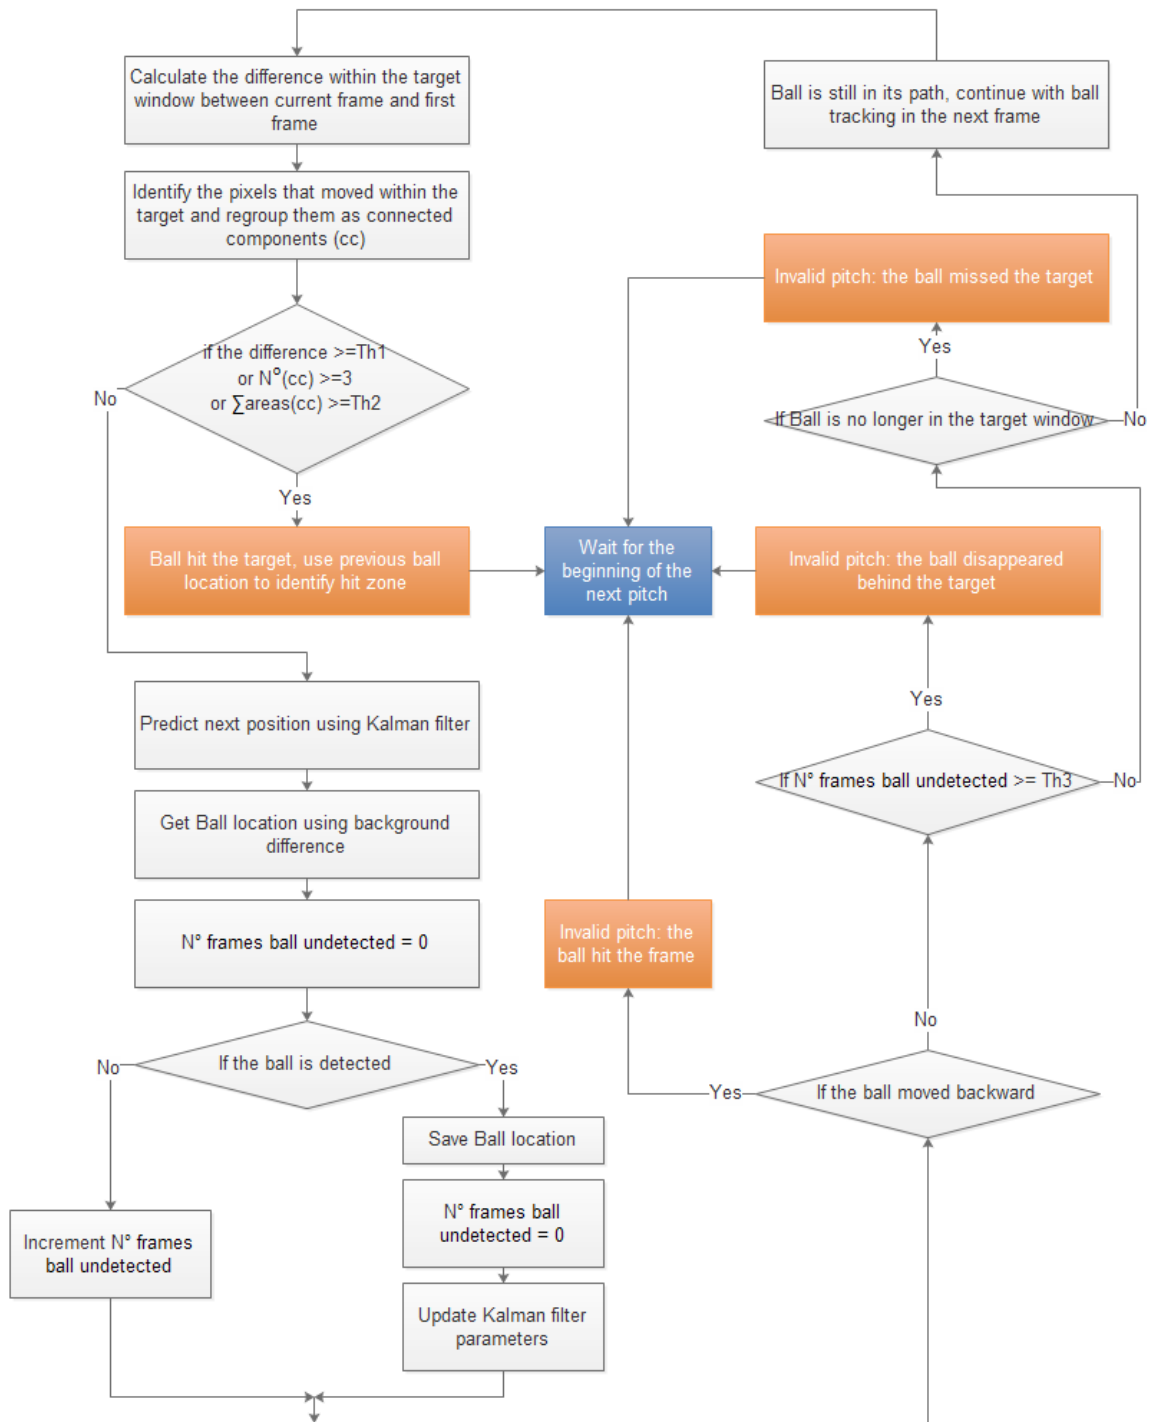 Calculate the difference within the target
window between current frame and first
frame
Identify the pixels that moved within the
target and regroup them as connected
components (cc)
if the difference >=Th1
or N°(cc) >=3
or ∑areas(cc) >=Th2
No
Yes
Ball hit the target, use previous ball
location to identify hit zone
Predict next position using Kalman filter
Get Ball location using background
difference
N° frames ball undetected = 0
If the ball is detected
No
Yes
Increment N° frames
ball undetected
Save Ball location
N° frames ball
undetected = 0
Update Kalman filter
parameters
Wait for the
beginning of the
next pitch
Invalid pitch: the
ball hit the frame
Ball is still in its path, continue with ball
tracking in the next frame
Invalid pitch: the ball missed the target
Yes
If Ball is no longer in the target window
No
Invalid pitch: the ball disappeared
behind the target
Yes
If N° frames ball undetected >= Th3
No
No
Yes
If the ball moved backward